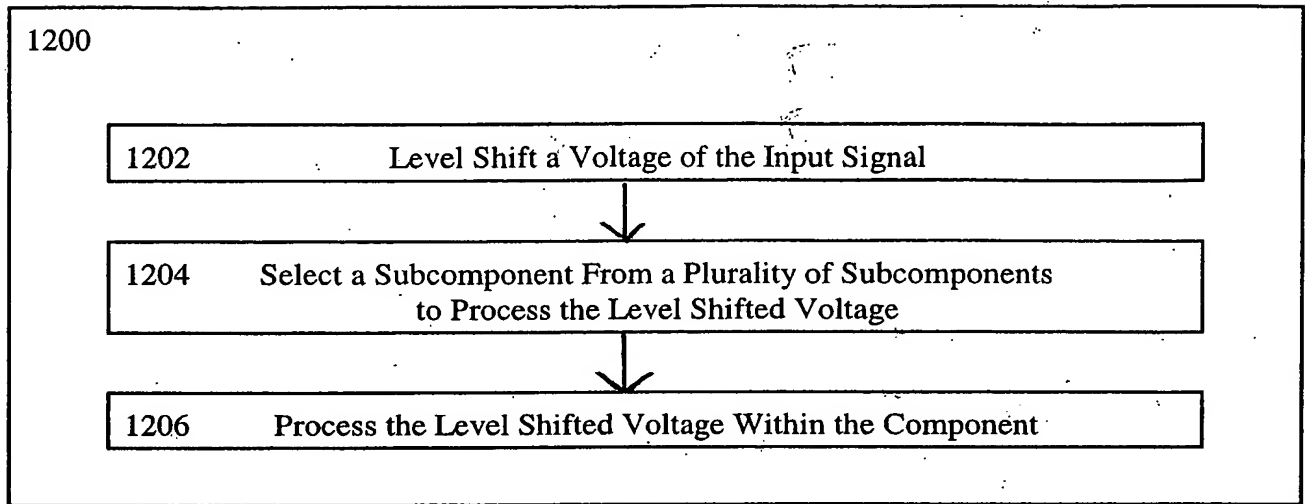 1200
1202 Level Shift a Voltage of the Input Signal
1204 Select a Subcomponent From a Plurality of Subcomponents
to Process the Level Shifted Voltage
1206 Process the Level Shifted Voltage Within the Component